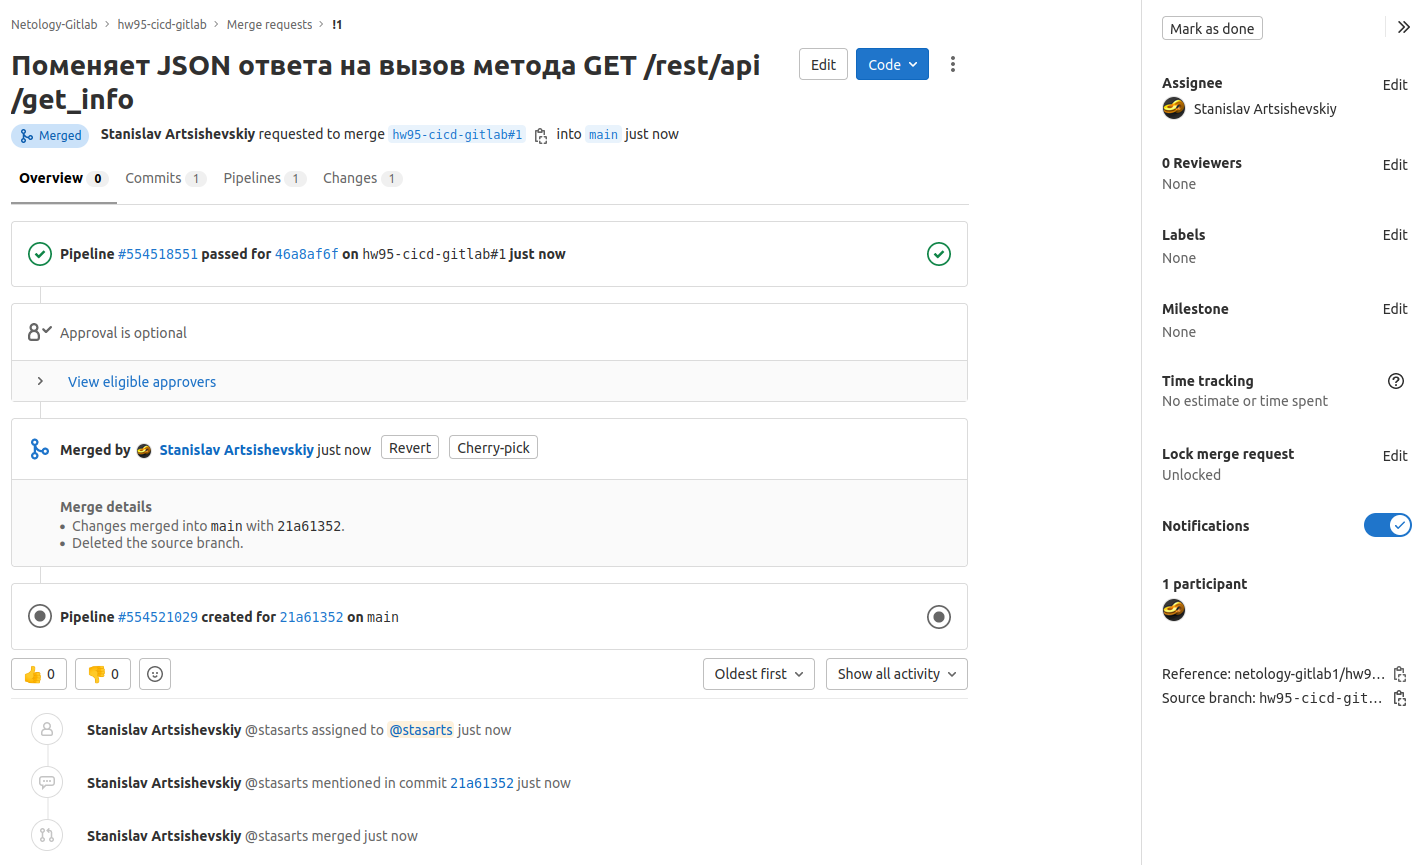 Netology-Gitlab › hw95-cicd-gitlab › Merge requests › !1
Поменяет JSON ответа на вызов метода GET /rest/api
/get_info
Edit
Code
Merged Stanislav Artsishevskiy requested to merge hw95-cicd-gitlab#1 into main just now
Overview 0 Commits 1 Pipelines 1 Changes 1
Pipeline #554518551 passed for 46a8af6f on hw95-cicd-gitlab#1 just now
Approval is optional
View eligible approvers
Merged by Stanislav Artsishevskiy just now Revert Cherry-pick
Merge details
• Changes merged into main with 21a61352.
• Deleted the source branch.
Pipeline #554521029 created for 21a61352 on main
👍 0 👎 0 Oldest first Show all activity
Stanislav Artsishevskiy @stasarts assigned to @stasarts just now
Stanislav Artsishevskiy @stasarts mentioned in commit 21a61352 just now
Stanislav Artsishevskiy @stasarts merged just now
Mark as done
Assignee Edit
Stanislav Artsishevskiy
0 Reviewers Edit
None
Labels Edit
None
Milestone Edit
None
Time tracking
No estimate or time spent
Lock merge request Edit
Unlocked
Notifications
1 participant
Reference: netology-gitlab1/hw9…
Source branch: hw95-cicd-git…